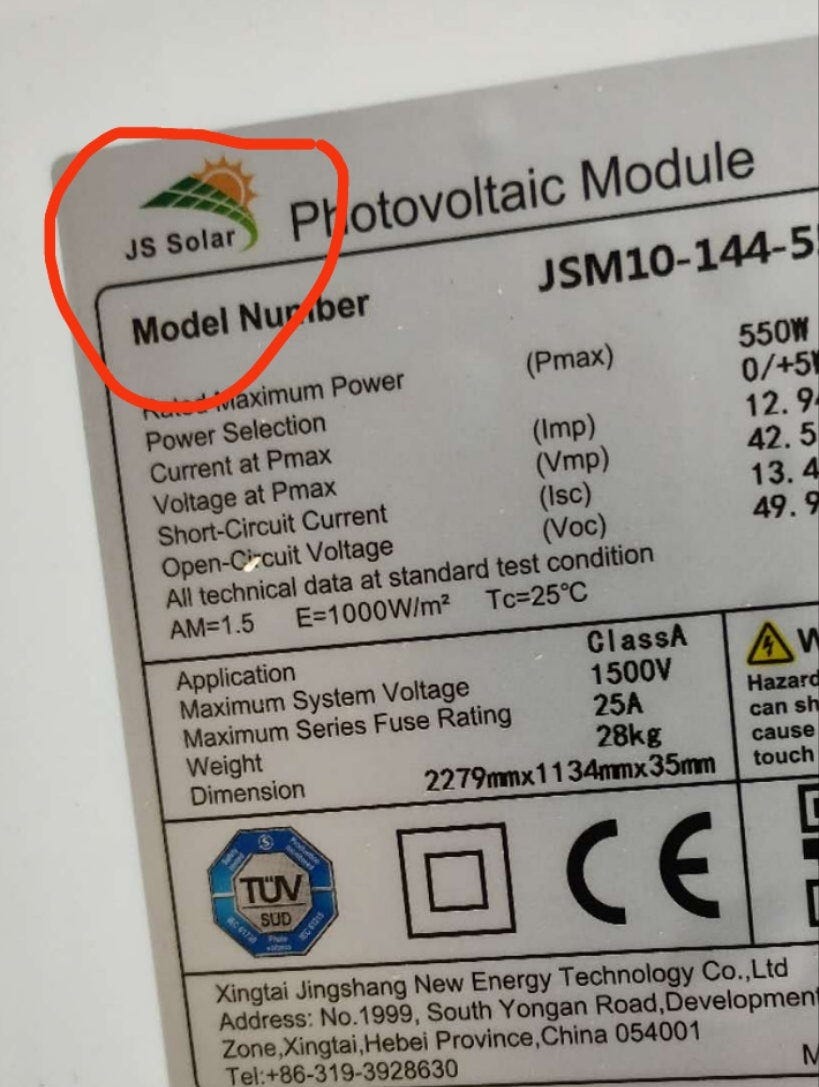 JS Solar
Photovoltaic Module
Model Number JSM10-144-5
Rated Maximum Power (Pmax) 550W
Power Selection 0/+5
Current at Pmax (Imp) 12.94
Voltage at Pmax (Vmp) 42.5
Short-Circuit Current (Isc) 13.4
Open-Circuit Voltage (Voc) 49.9
All technical data at standard test condition
AM=1.5 E=1000W/m² Tc=25℃
Application ClassA
Maximum System Voltage 1500V
Maximum Series Fuse Rating 25A
Weight 28kg
Dimension 2279mmx1134mmx35mm
W
Hazard
can sh
cause
touch
TÜV
SÜD
CE
Xingtai Jingshang New Energy Technology Co.,Ltd
Address: No.1999, South Yongan Road,Development
Zone,Xingtai,Hebei Province,China 054001
Tel:+86-319-3928630
M